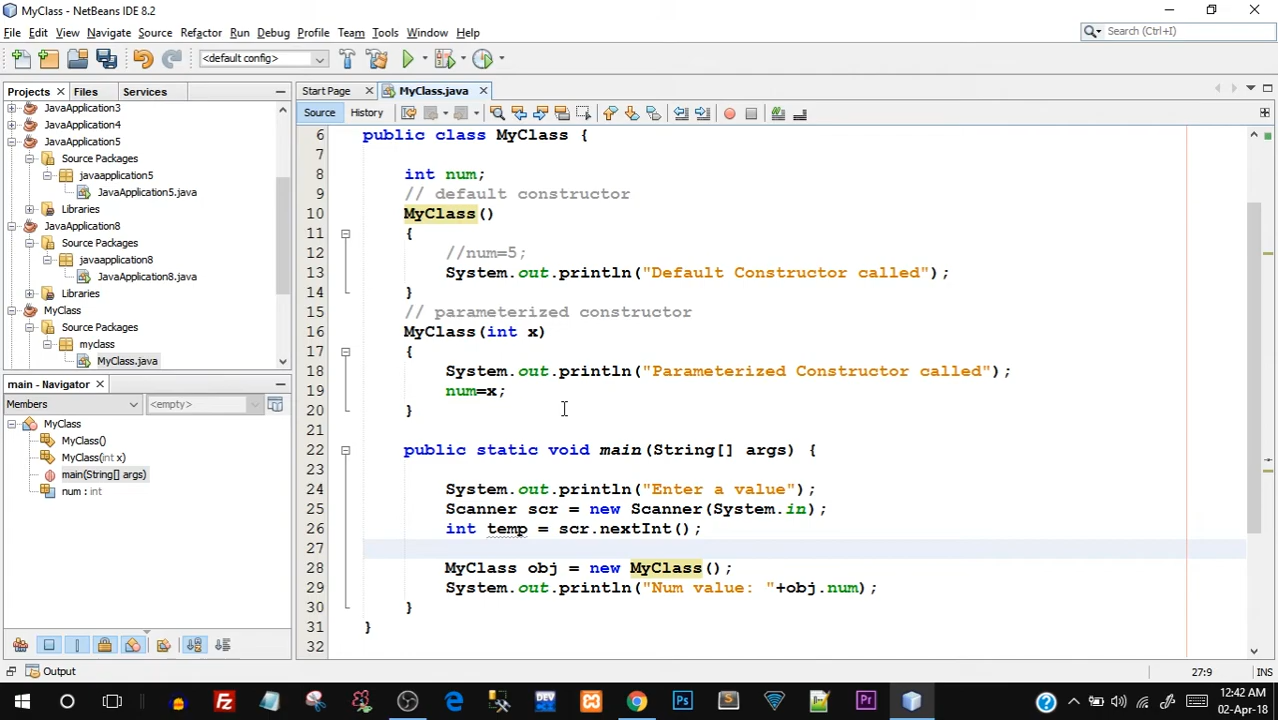 MyClass - NetBeans IDE 8.2
File Edit View Navigate Source Refactor Run Debug Profile Team Tools Window Help
Search (Ctrl+I)
<default config>
Projects Files Services
Start Page MyClass.java
Source History
JavaApplication3
JavaApplication4
JavaApplication5
Source Packages
javaapplication5
JavaApplication5.java
Libraries
JavaApplication8
Source Packages
javaapplication8
JavaApplication8.java
Libraries
MyClass
Source Packages
myclass
MyClass.java
main - Navigator
Members <empty>
MyClass
MyClass()
MyClass(int x)
main(String[] args)
num : int
6 public class MyClass {
7
8 int num;
9 // default constructor
10 MyClass()
11 {
12 //num=5;
13 System.out.println("Default Constructor called");
14 }
15 // parameterized constructor
16 MyClass(int x)
17 {
18 System.out.println("Parameterized Constructor called");
19 num=x;
20 }
21
22 public static void main(String[] args) {
23
24 System.out.println("Enter a value");
25 Scanner scr = new Scanner(System.in);
26 int temp = scr.nextInt();
27
28 MyClass obj = new MyClass();
29 System.out.println("Num value: "+obj.num);
30 }
31 }
32
Output
27:9 INS
DEV
Ps
S
Pr
12:42 AM
02-Apr-18